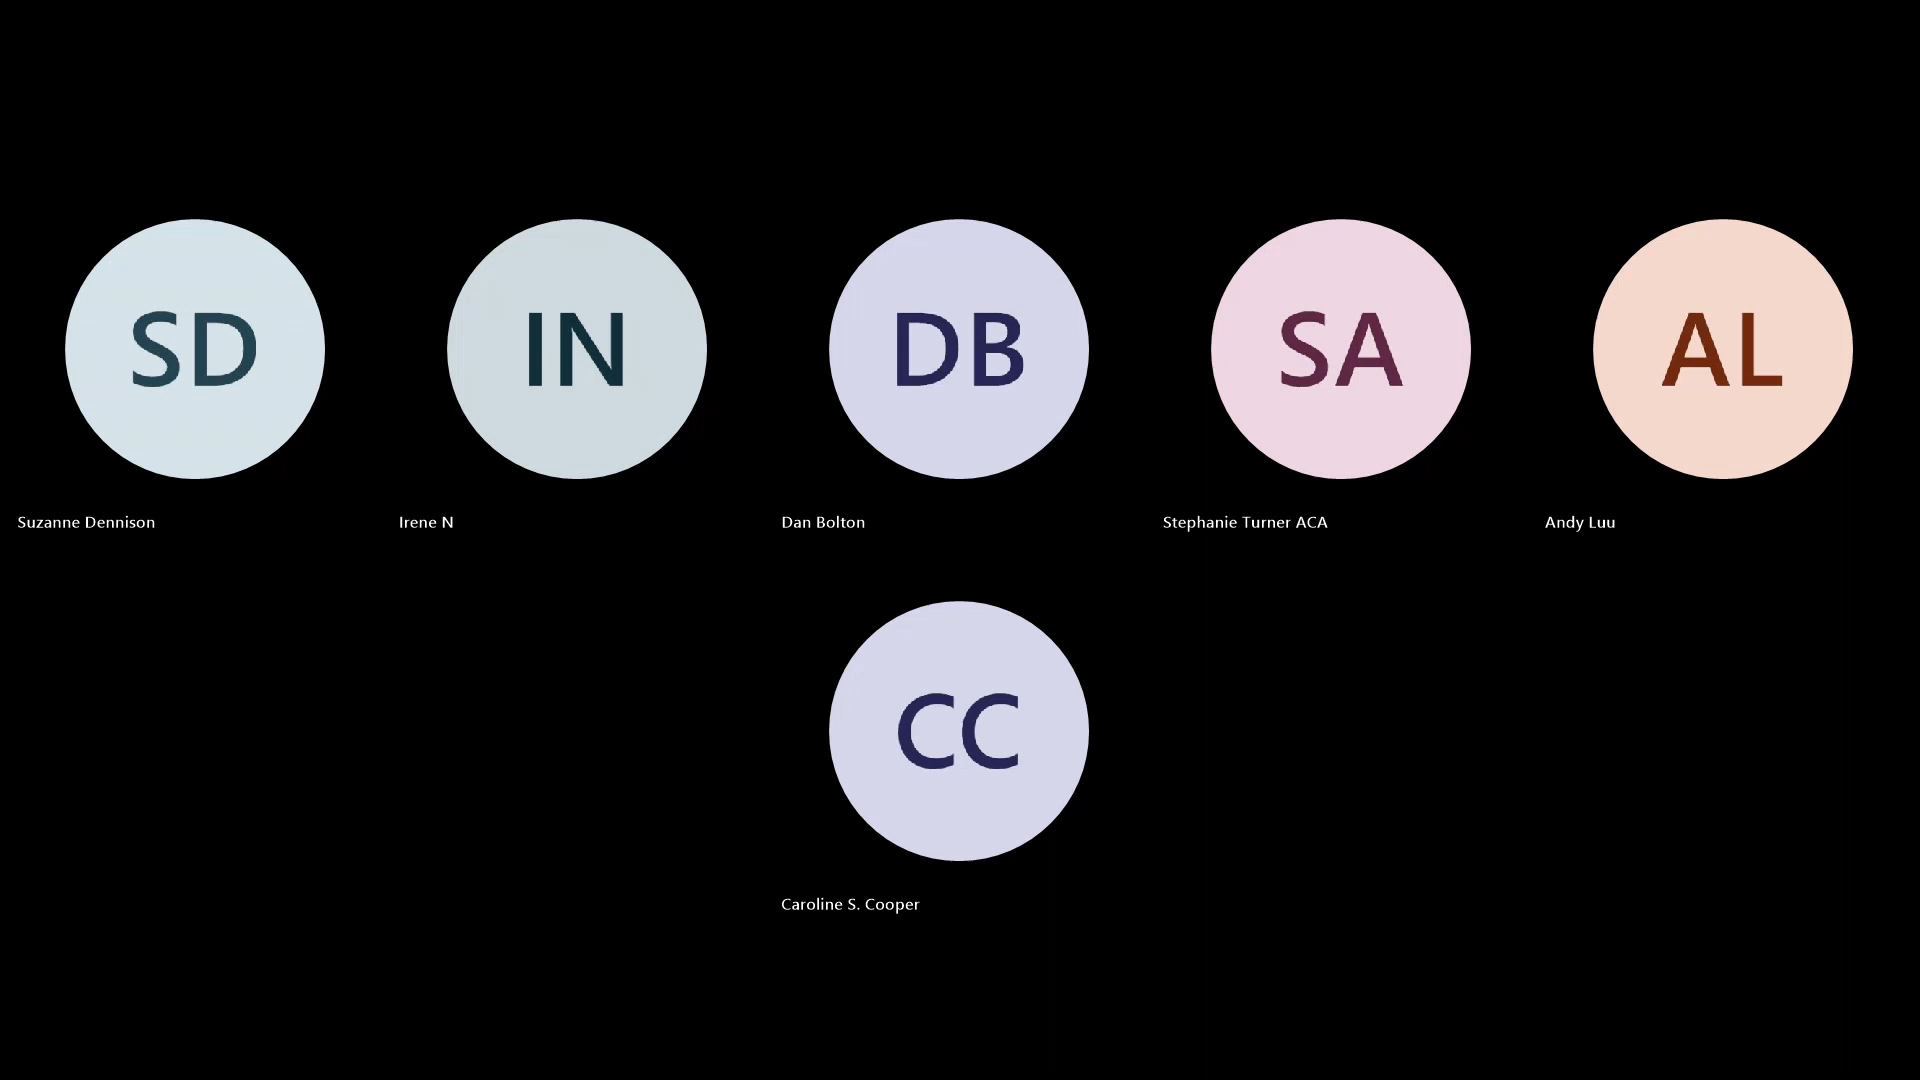 SD
IN
DB
SA
AL
Suzanne Dennison
Irene N
Dan Bolton
Stephanie Turner ACA
Andy Luu
CC
Caroline S. Cooper